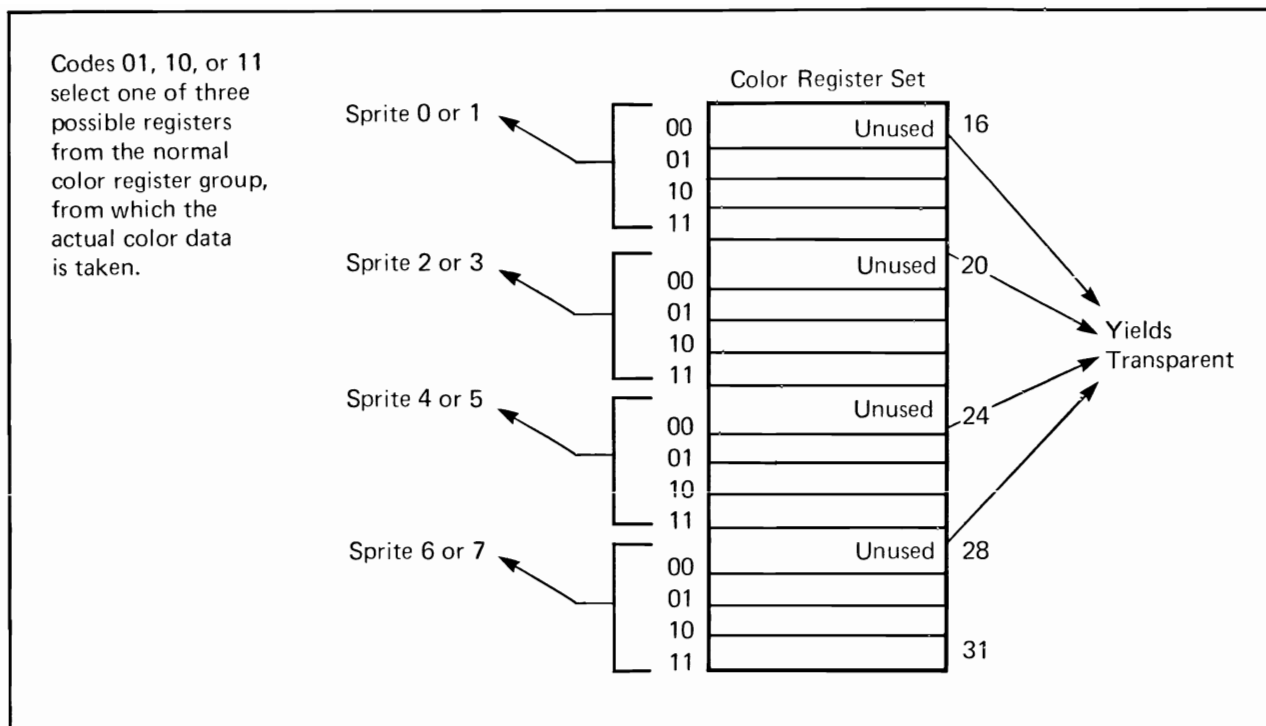 Codes 01, 10, or 11
select one of three
possible registers
from the normal
color register group,
from which the
actual color data
is taken.
Color Register Set
Sprite 0 or 1
00
Unused
16
01
10
11
Sprite 2 or 3
00
Unused
20
01
10
11
Yields
Transparent
Sprite 4 or 5
00
Unused
24
01
10
11
Sprite 6 or 7
00
Unused
28
01
10
11
31